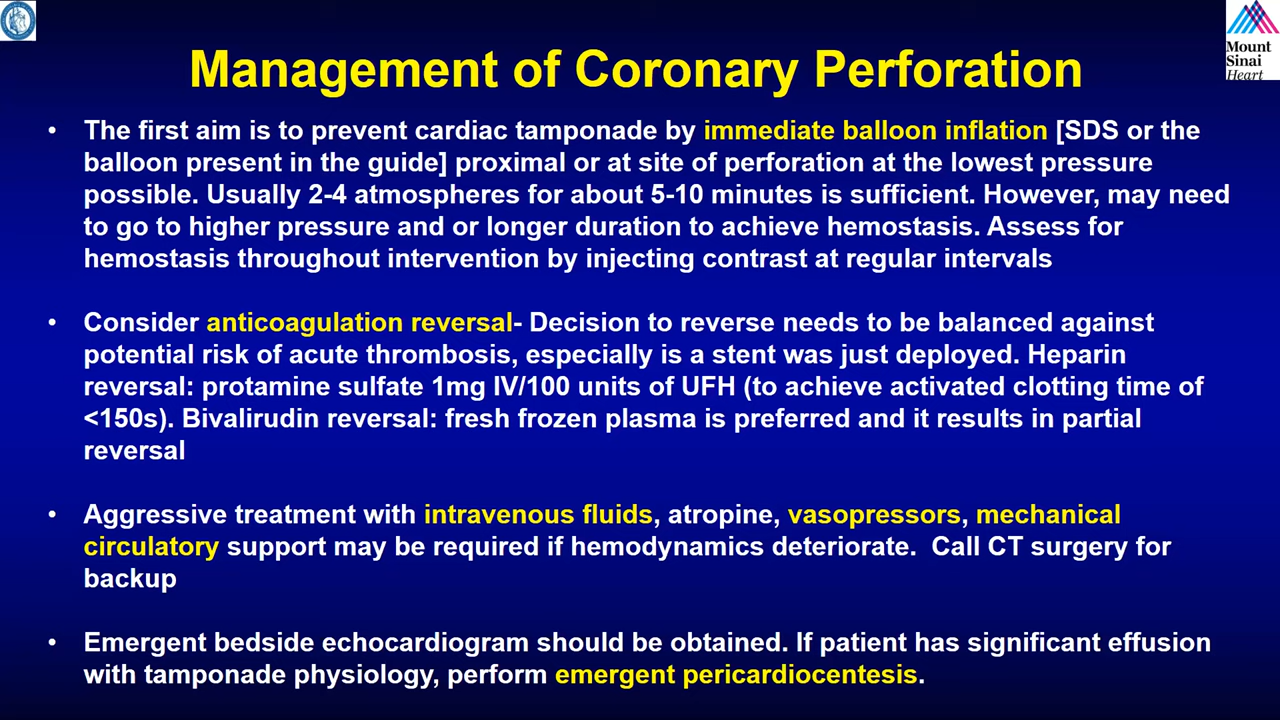 Mount
Sinai
Heart
Management of Coronary Perforation
• The first aim is to prevent cardiac tamponade by immediate balloon inflation [SDS or the
balloon present in the guide] proximal or at site of perforation at the lowest pressure
possible. Usually 2-4 atmospheres for about 5-10 minutes is sufficient. However, may need
to go to higher pressure and or longer duration to achieve hemostasis. Assess for
hemostasis throughout intervention by injecting contrast at regular intervals
• Consider anticoagulation reversal- Decision to reverse needs to be balanced against
potential risk of acute thrombosis, especially is a stent was just deployed. Heparin
reversal: protamine sulfate 1mg IV/100 units of UFH (to achieve activated clotting time of
<150s). Bivalirudin reversal: fresh frozen plasma is preferred and it results in partial
reversal
• Aggressive treatment with intravenous fluids, atropine, vasopressors, mechanical
circulatory support may be required if hemodynamics deteriorate.  Call CT surgery for
backup
• Emergent bedside echocardiogram should be obtained. If patient has significant effusion
with tamponade physiology, perform emergent pericardiocentesis.